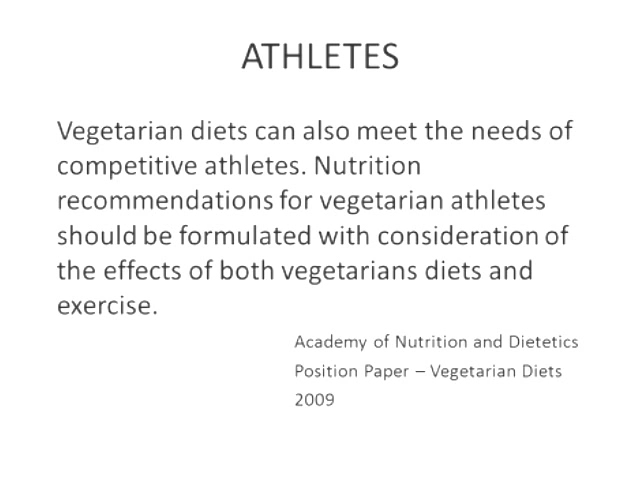 ATHLETES
Vegetarian diets can also meet the needs of
competitive athletes. Nutrition
recommendations for vegetarian athletes
should be formulated with consideration of
the effects of both vegetarians diets and
exercise.
Academy of Nutrition and Dietetics
Position Paper – Vegetarian Diets
2009